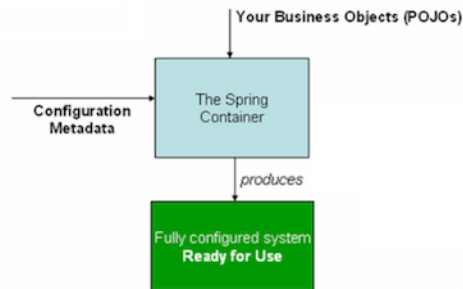 Your Business Objects (POJOs)
Configuration
Metadata
The Spring
Container
produces
Fully configured system
Ready for Use